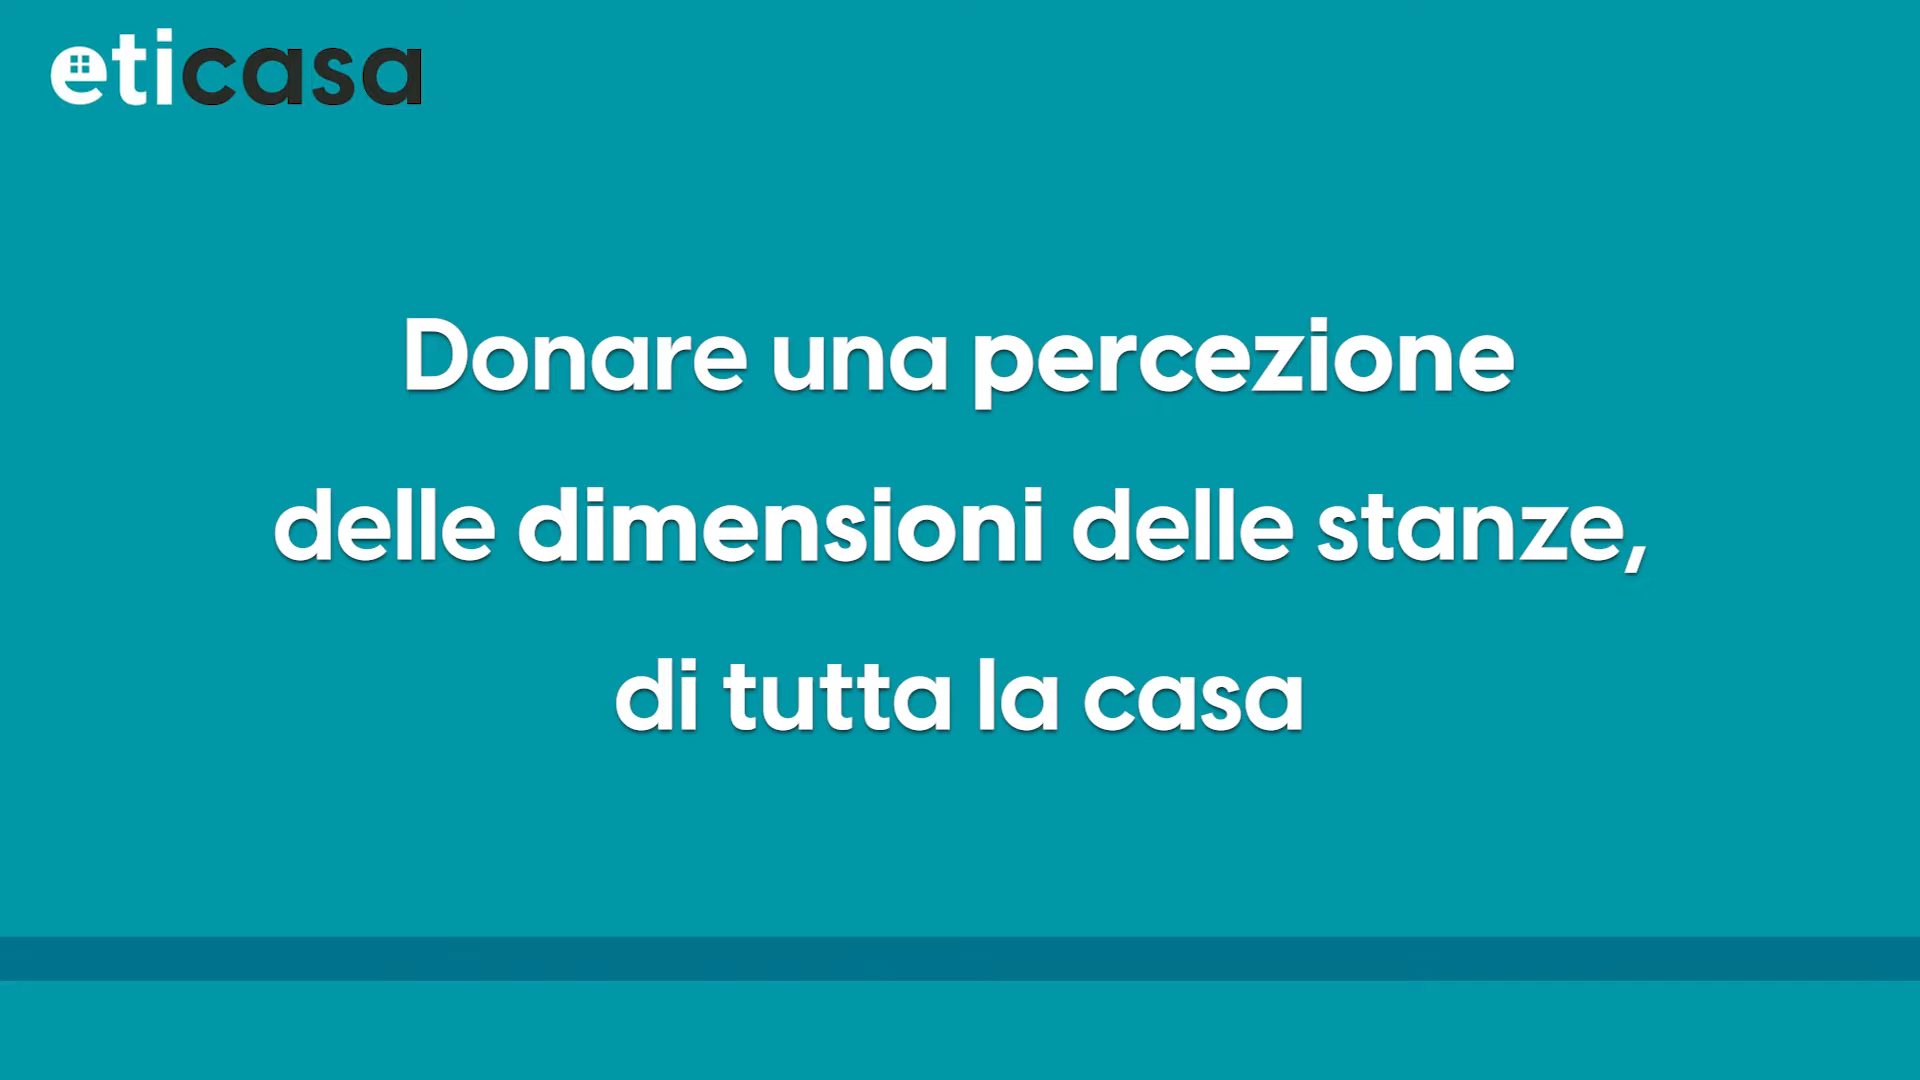 eticasa
Donare una percezione
delle dimensioni delle stanze,
di tutta la casa